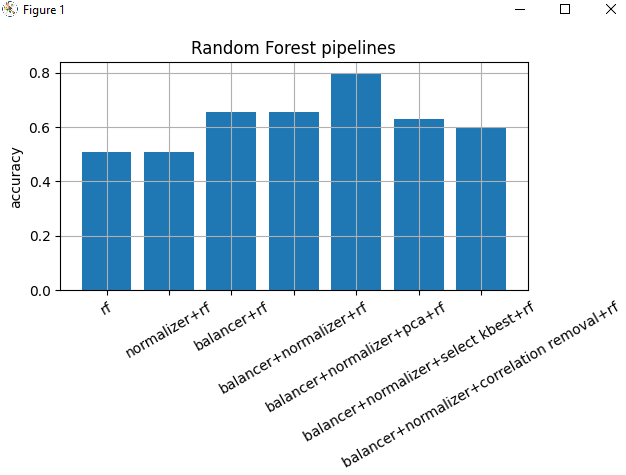 Figure 1
Random Forest pipelines
0.8
0.6
0.4
0.2
0.0
accuracy
rf
normalizer+rf
balancer+rf
balancer+normalizer+rf
balancer+normalizer+pca+rf
balancer+normalizer+select kbest+rf
balancer+normalizer+correlation removal+rf